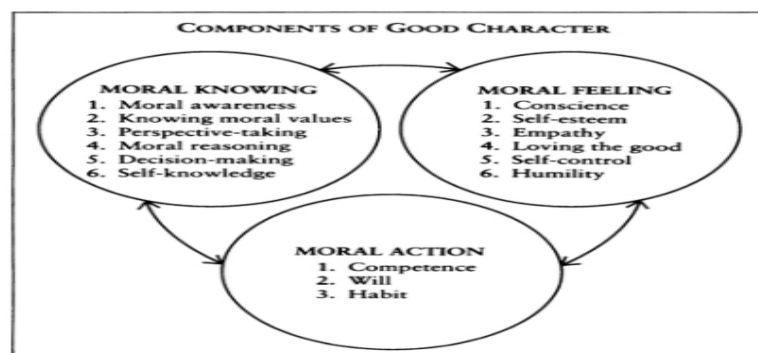 COMPONENTS OF GOOD CHARACTER
MORAL KNOWING
1. Moral awareness
2. Knowing moral values
3. Perspective-taking
4. Moral reasoning
5. Decision-making
6. Self-knowledge
MORAL FEELING
1. Conscience
2. Self-esteem
3. Empathy
4. Loving the good
5. Self-control
6. Humility
MORAL ACTION
1. Competence
2. Will
3. Habit